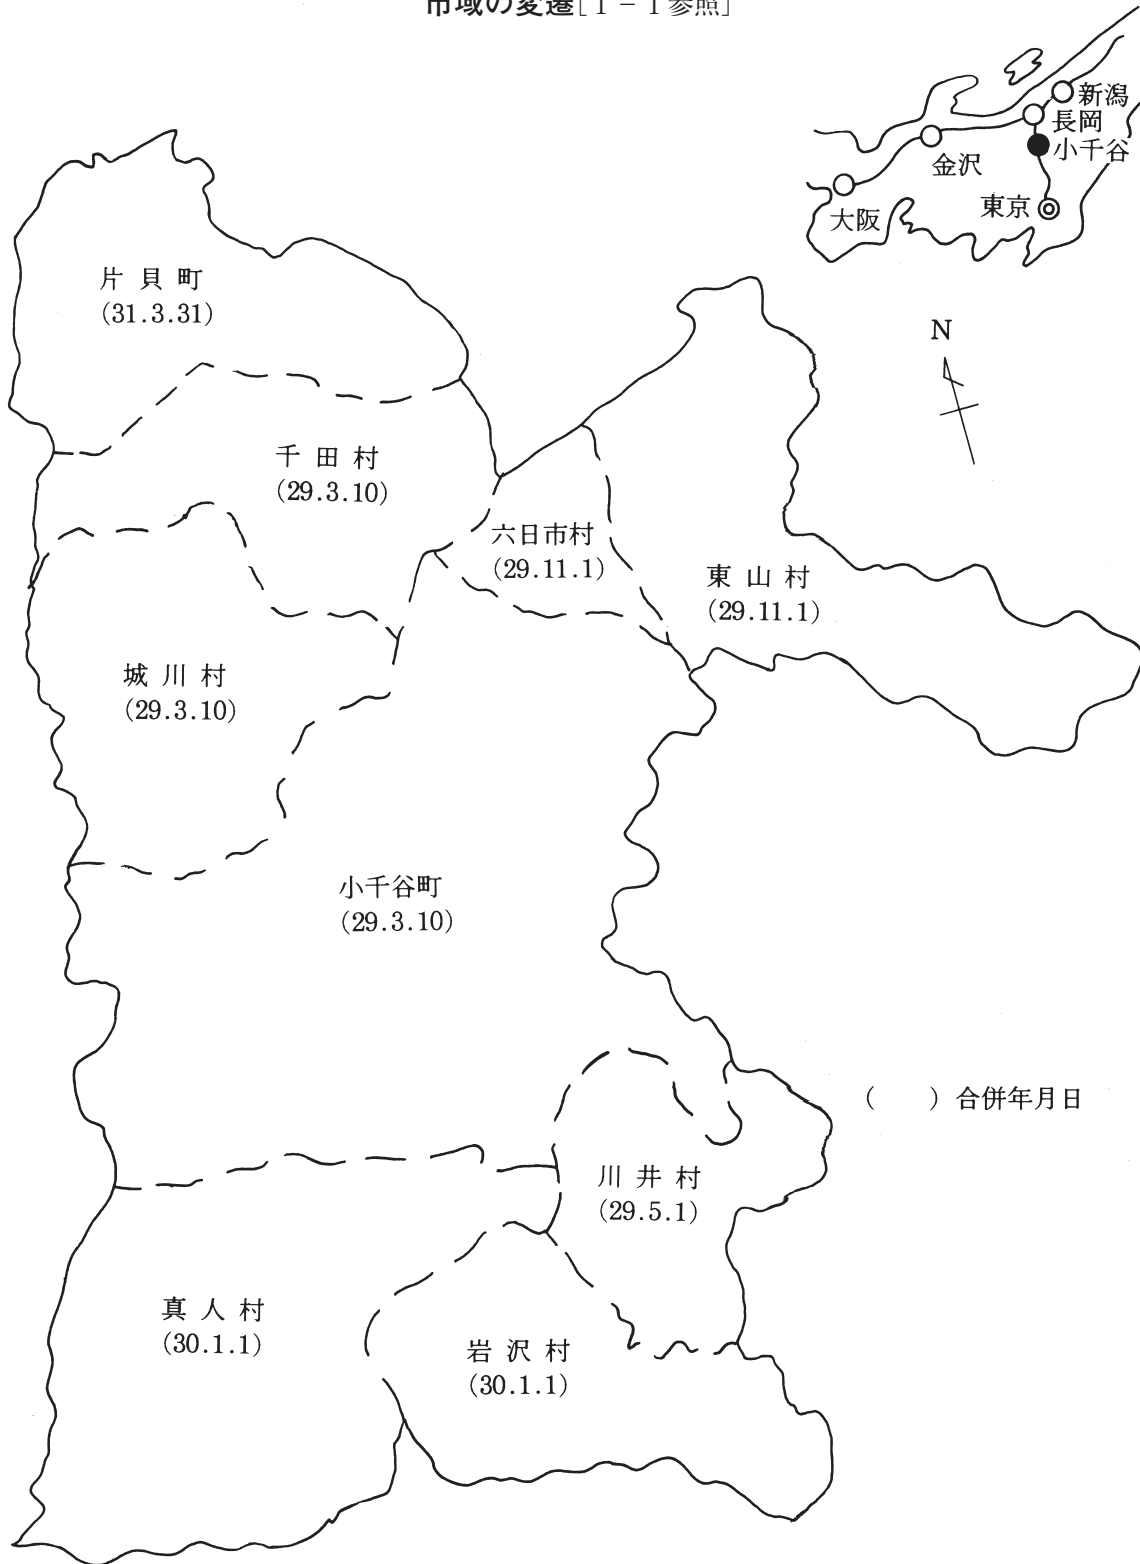 市域の変遷[1－1参照]
新潟
長岡
小千谷
金沢
大阪
東京
N
片貝町
(31.3.31)
千田村
(29.3.10)
六日市村
(29.11.1)
東山村
(29.11.1)
城川村
(29.3.10)
小千谷町
(29.3.10)
(　　)合併年月日
川井村
(29.5.1)
真人村
(30.1.1)
岩沢村
(30.1.1)